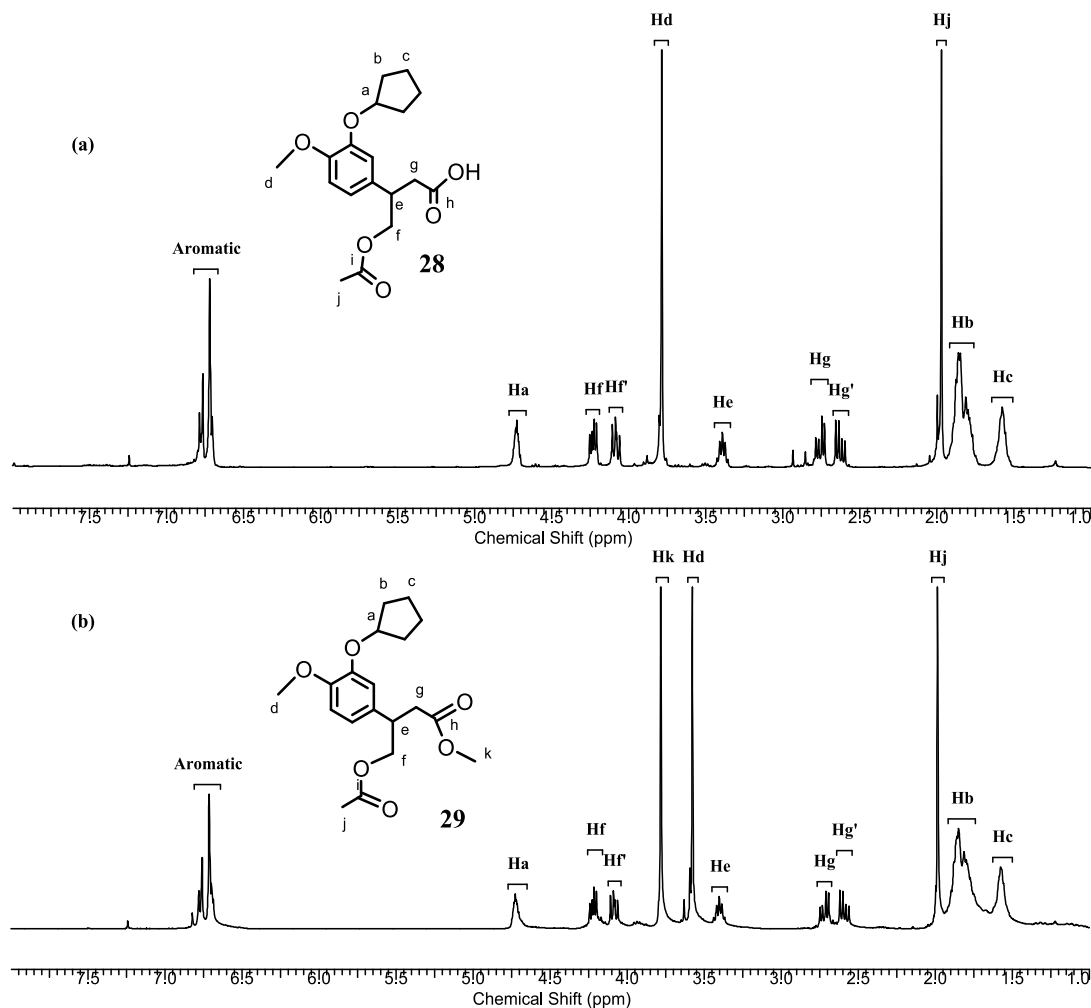 Hd
Hj
b
c
a
O
(a)
O
d
g
OH
e
O
h
f
O
i
28
O
j
Aromatic
Ha
Hf
Hf'
He
Hg
Hg'
Hb
Hc
7.5 7.0 6.5 6.0 5.5 5.0 4.5 4.0 3.5 3.0 2.5 2.0 1.5 1.0
Chemical Shift (ppm)
Hk
Hd
Hj
b
c
a
(b)
O
O
d
g
O
e
h
O
k
f
O
i
O
j
29
Aromatic
Ha
Hf
Hf'
He
Hg
Hg'
Hb
Hc
7.5 7.0 6.5 6.0 5.5 5.0 4.5 4.0 3.5 3.0 2.5 2.0 1.5 1.0
Chemical Shift (ppm)